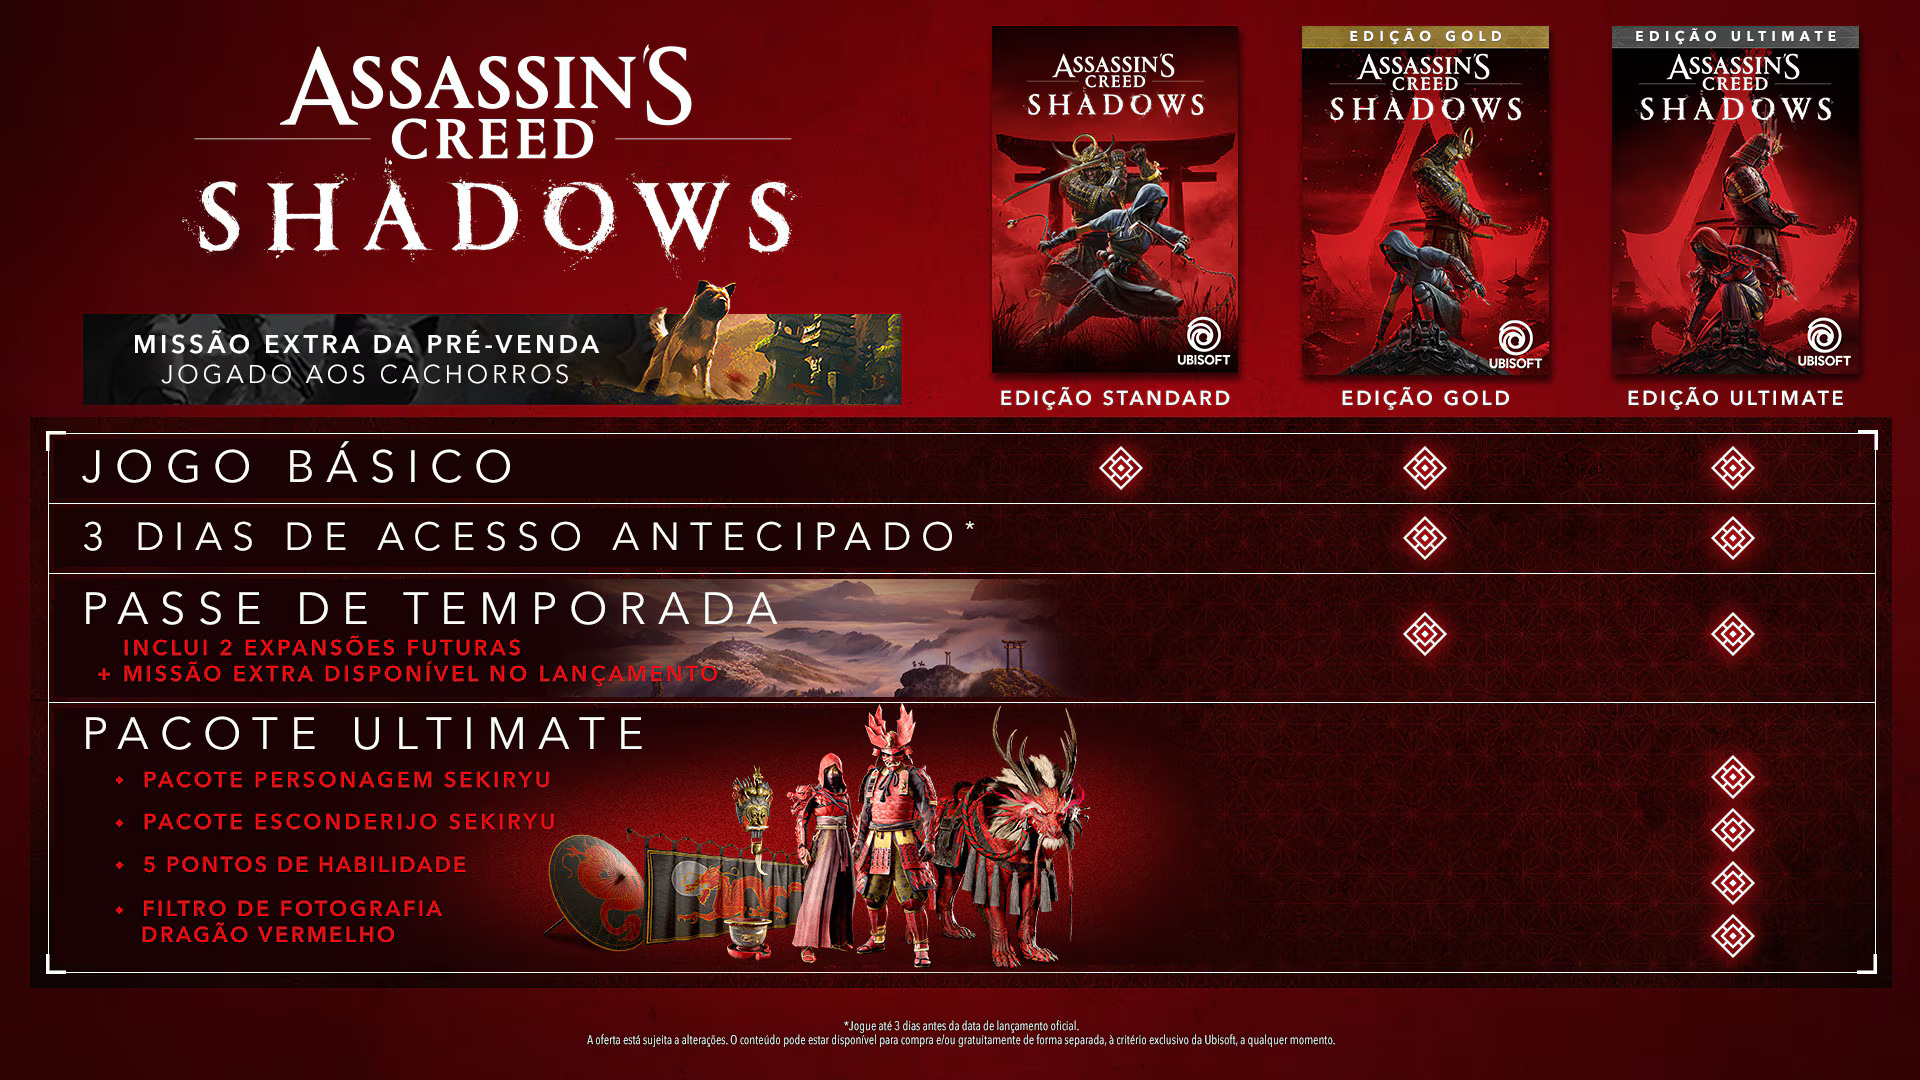 ASSASSIN'S
CREED
SHADOWS
MISSÃO EXTRA DA PRÉ-VENDA
JOGADO AOS CACHORROS
ASSASSIN'S
CREED
SHADOWS
UBISOFT
EDIÇÃO STANDARD
EDIÇÃO GOLD
ASSASSIN'S
CREED
SHADOWS
UBISOFT
EDIÇÃO GOLD
EDIÇÃO ULTIMATE
ASSASSIN'S
CREED
SHADOWS
UBISOFT
EDIÇÃO ULTIMATE
JOGO BÁSICO
3 DIAS DE ACESSO ANTECIPADO*
PASSE DE TEMPORADA
INCLUI 2 EXPANSÕES FUTURAS
+ MISSÃO EXTRA DISPONÍVEL NO LANÇAMENTO
PACOTE ULTIMATE
PACOTE PERSONAGEM SEKIRYU
PACOTE ESCONDERIJO SEKIRYU
5 PONTOS DE HABILIDADE
FILTRO DE FOTOGRAFIA
DRAGÃO VERMELHO
*Jogue até 3 dias antes da data de lançamento oficial.
A oferta está sujeita a alterações. O conteúdo pode estar disponível para compra e/ou gratuitamente de forma separada, à critério exclusivo da Ubisoft, a qualquer momento.